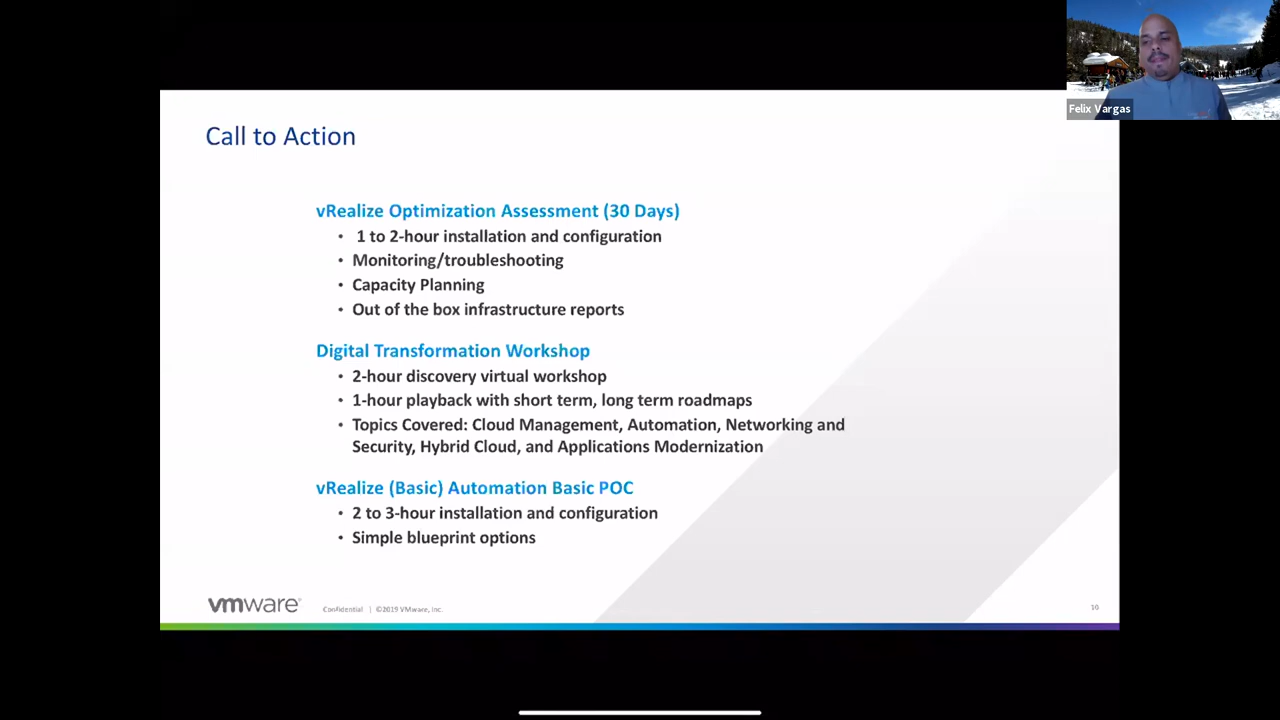 Felix Vargas
Call to Action
vRealize Optimization Assessment (30 Days)
• 1 to 2-hour installation and configuration
• Monitoring/troubleshooting
• Capacity Planning
• Out of the box infrastructure reports
Digital Transformation Workshop
• 2-hour discovery virtual workshop
• 1-hour playback with short term, long term roadmaps
• Topics Covered: Cloud Management, Automation, Networking and
Security, Hybrid Cloud, and Applications Modernization
vRealize (Basic) Automation Basic POC
• 2 to 3-hour installation and configuration
• Simple blueprint options
vmware® Confidential | ©2019 VMware, Inc.